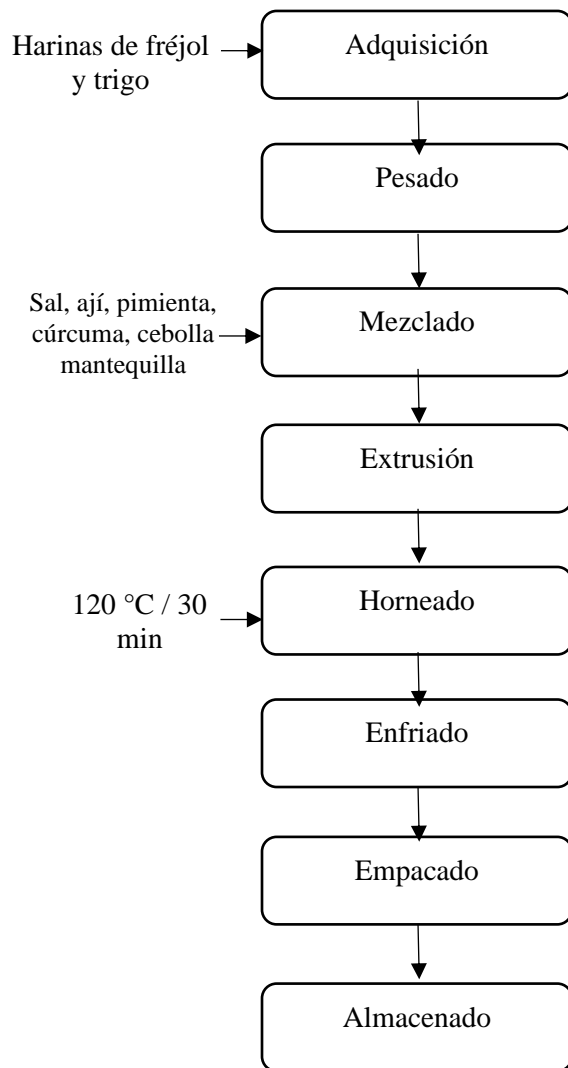 Harinas de fréjol
y trigo
Adquisición
Pesado
Sal, ají, pimienta,
cúrcuma, cebolla
mantequilla
Mezclado
Extrusión
120 °C / 30
min
Horneado
Enfriado
Empacado
Almacenado